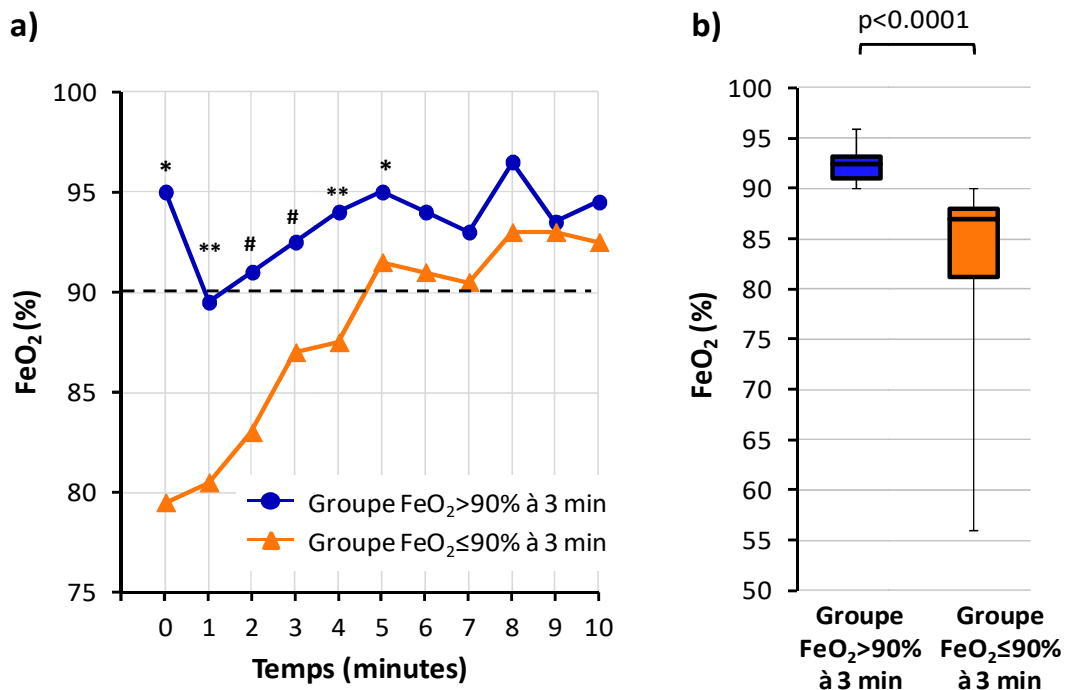 a)
FeO₂ (%)
100
95
90
85
80
75
*
**
#
#
**
*
Groupe FeO₂>90% à 3 min
Groupe FeO₂≤90% à 3 min
0 1 2 3 4 5 6 7 8 9 10
Temps (minutes)
b)
p<0.0001
FeO₂ (%)
100
95
90
85
80
75
70
65
60
55
50
Groupe
FeO₂>90%
à 3 min
Groupe
FeO₂≤90%
à 3 min